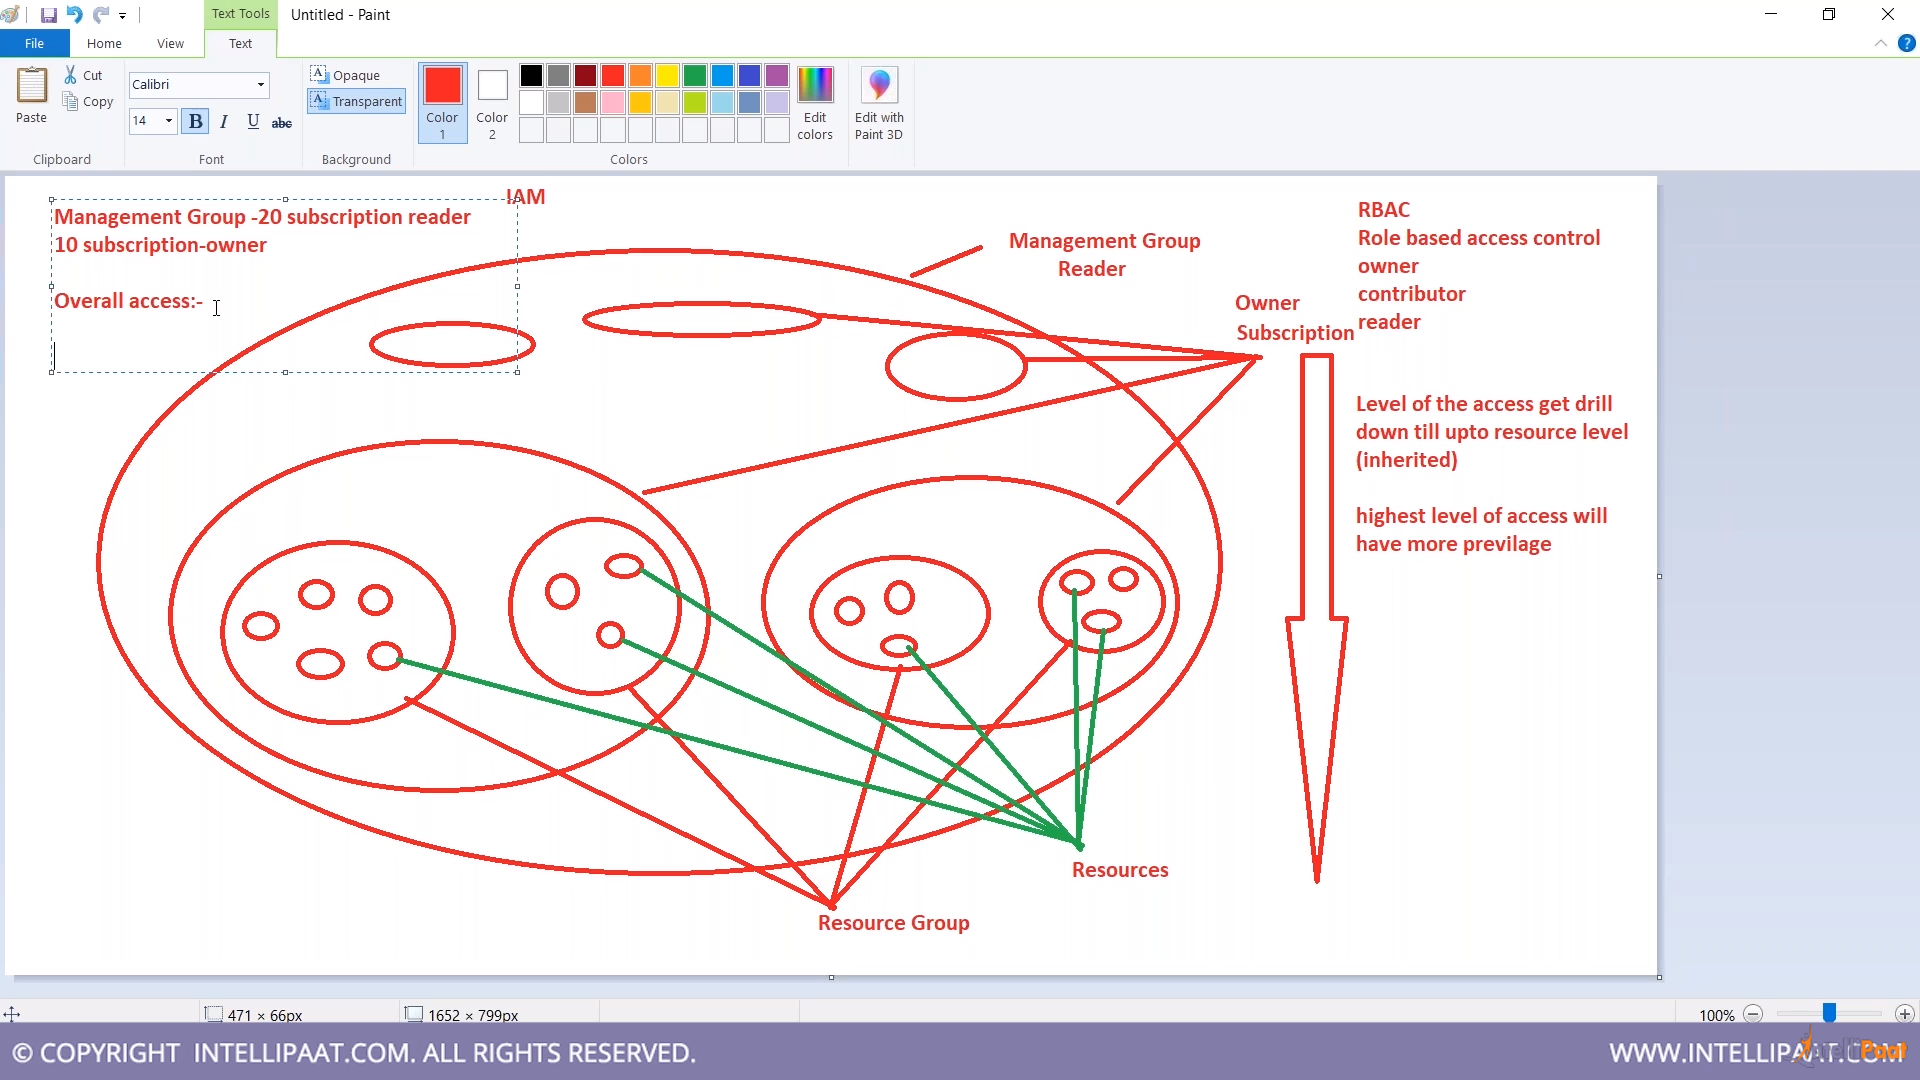 Text Tools
Untitled - Paint
File
Home
View
Text
Paste
Cut
Copy
Clipboard
Calibri
14
B I U abc
Font
Opaque
Transparent
Background
Color
1
Color
2
Edit
colors
Colors
Edit with
Paint 3D
IAM
Management Group -20 subscription reader
10 subscription-owner
Overall access:-
Management Group
Reader
RBAC
Role based access control
owner
contributor
reader
Owner
Subscription
Level of the access get drill
down till upto resource level
(inherited)
highest level of access will
have more previlage
Resources
Resource Group
471 × 66px
1652 × 799px
100%
© COPYRIGHT INTELLIPAAT.COM. ALL RIGHTS RESERVED.
WWW.INTELLIPAAT.COM